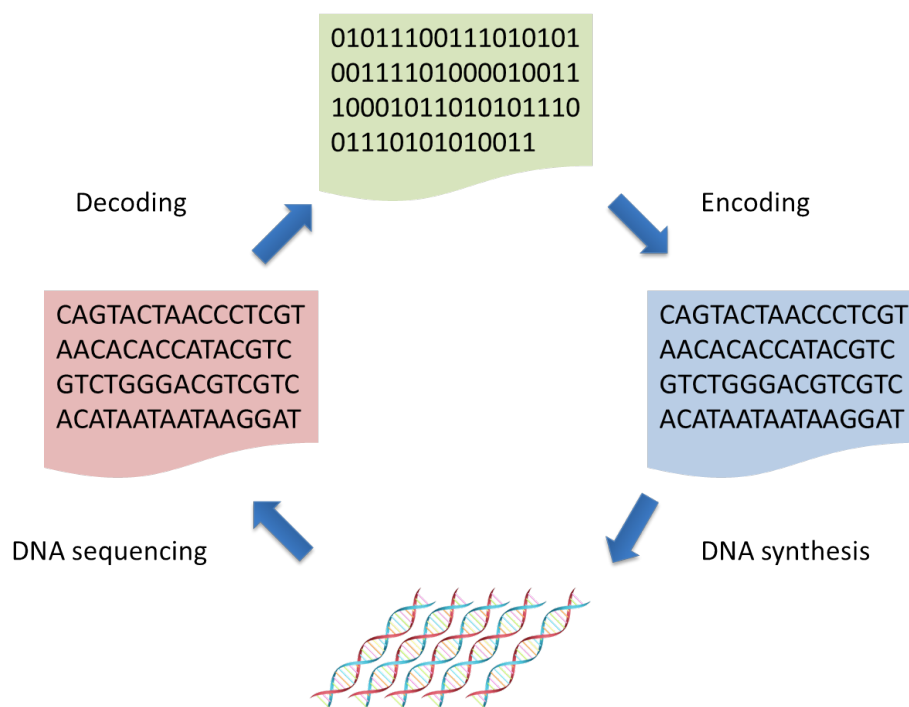 01011100111010101
00111101000010011
10001011010101110
01110101010011
Decoding
Encoding
CAGTACTAACCCTCGT
AACACACCATACGTC
GTCTGGGACGTCGTC
ACATAATAATAAGGAT
CAGTACTAACCCTCGT
AACACACCATACGTC
GTCTGGGACGTCGTC
ACATAATAATAAGGAT
DNA sequencing
DNA synthesis